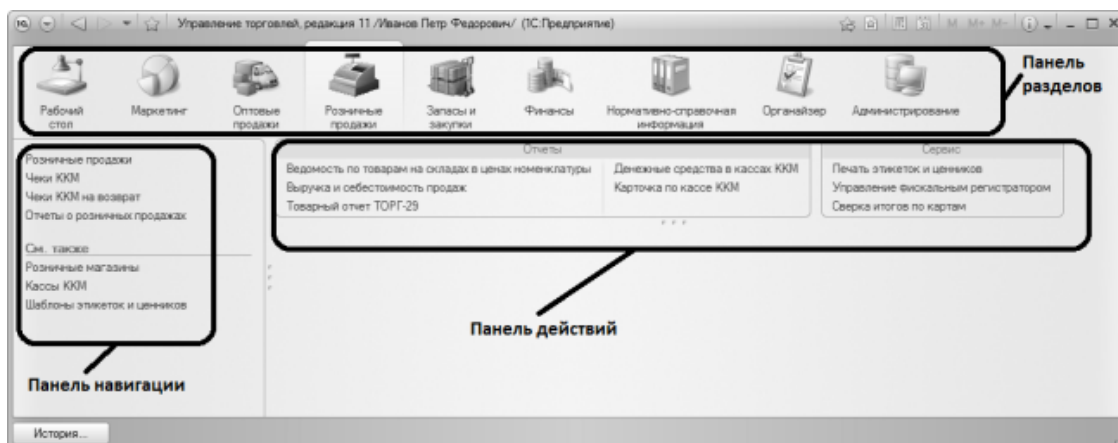 1С Управление торговлей, редакция 11 /Иванов Петр Федорович/ (1С:Предприятие)
31 M M+ M-
Рабочий стол
Маркетинг
Оптовые продажи
Розничные продажи
Запасы и закупки
Финансы
Нормативно-справочная информация
Органайзер
Администрирование
Панель разделов
Розничные продажи
Чеки ККМ
Чеки ККМ на возврат
Отчеты о розничных продажах
См. также
Розничные магазины
Кассы ККМ
Шаблоны этикеток и ценников
Панель навигации
Отчеты
Ведомость по товарам на складах в ценах номенклатуры
Выручка и себестоимость продаж
Товарный отчет ТОРГ-29
Денежные средства в кассах ККМ
Карточка по кассе ККМ
Сервис
Печать этикеток и ценников
Управление фискальным регистратором
Сверка итогов по картам
Панель действий
История...